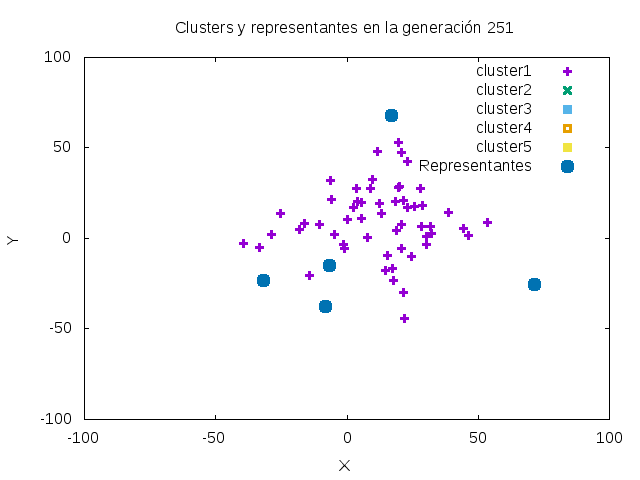 Clusters y representantes en la generación 251
100
50
0
-50
-100
-100 -50 0 50 100
Y
X
cluster1
cluster2
cluster3
cluster4
cluster5
Representantes